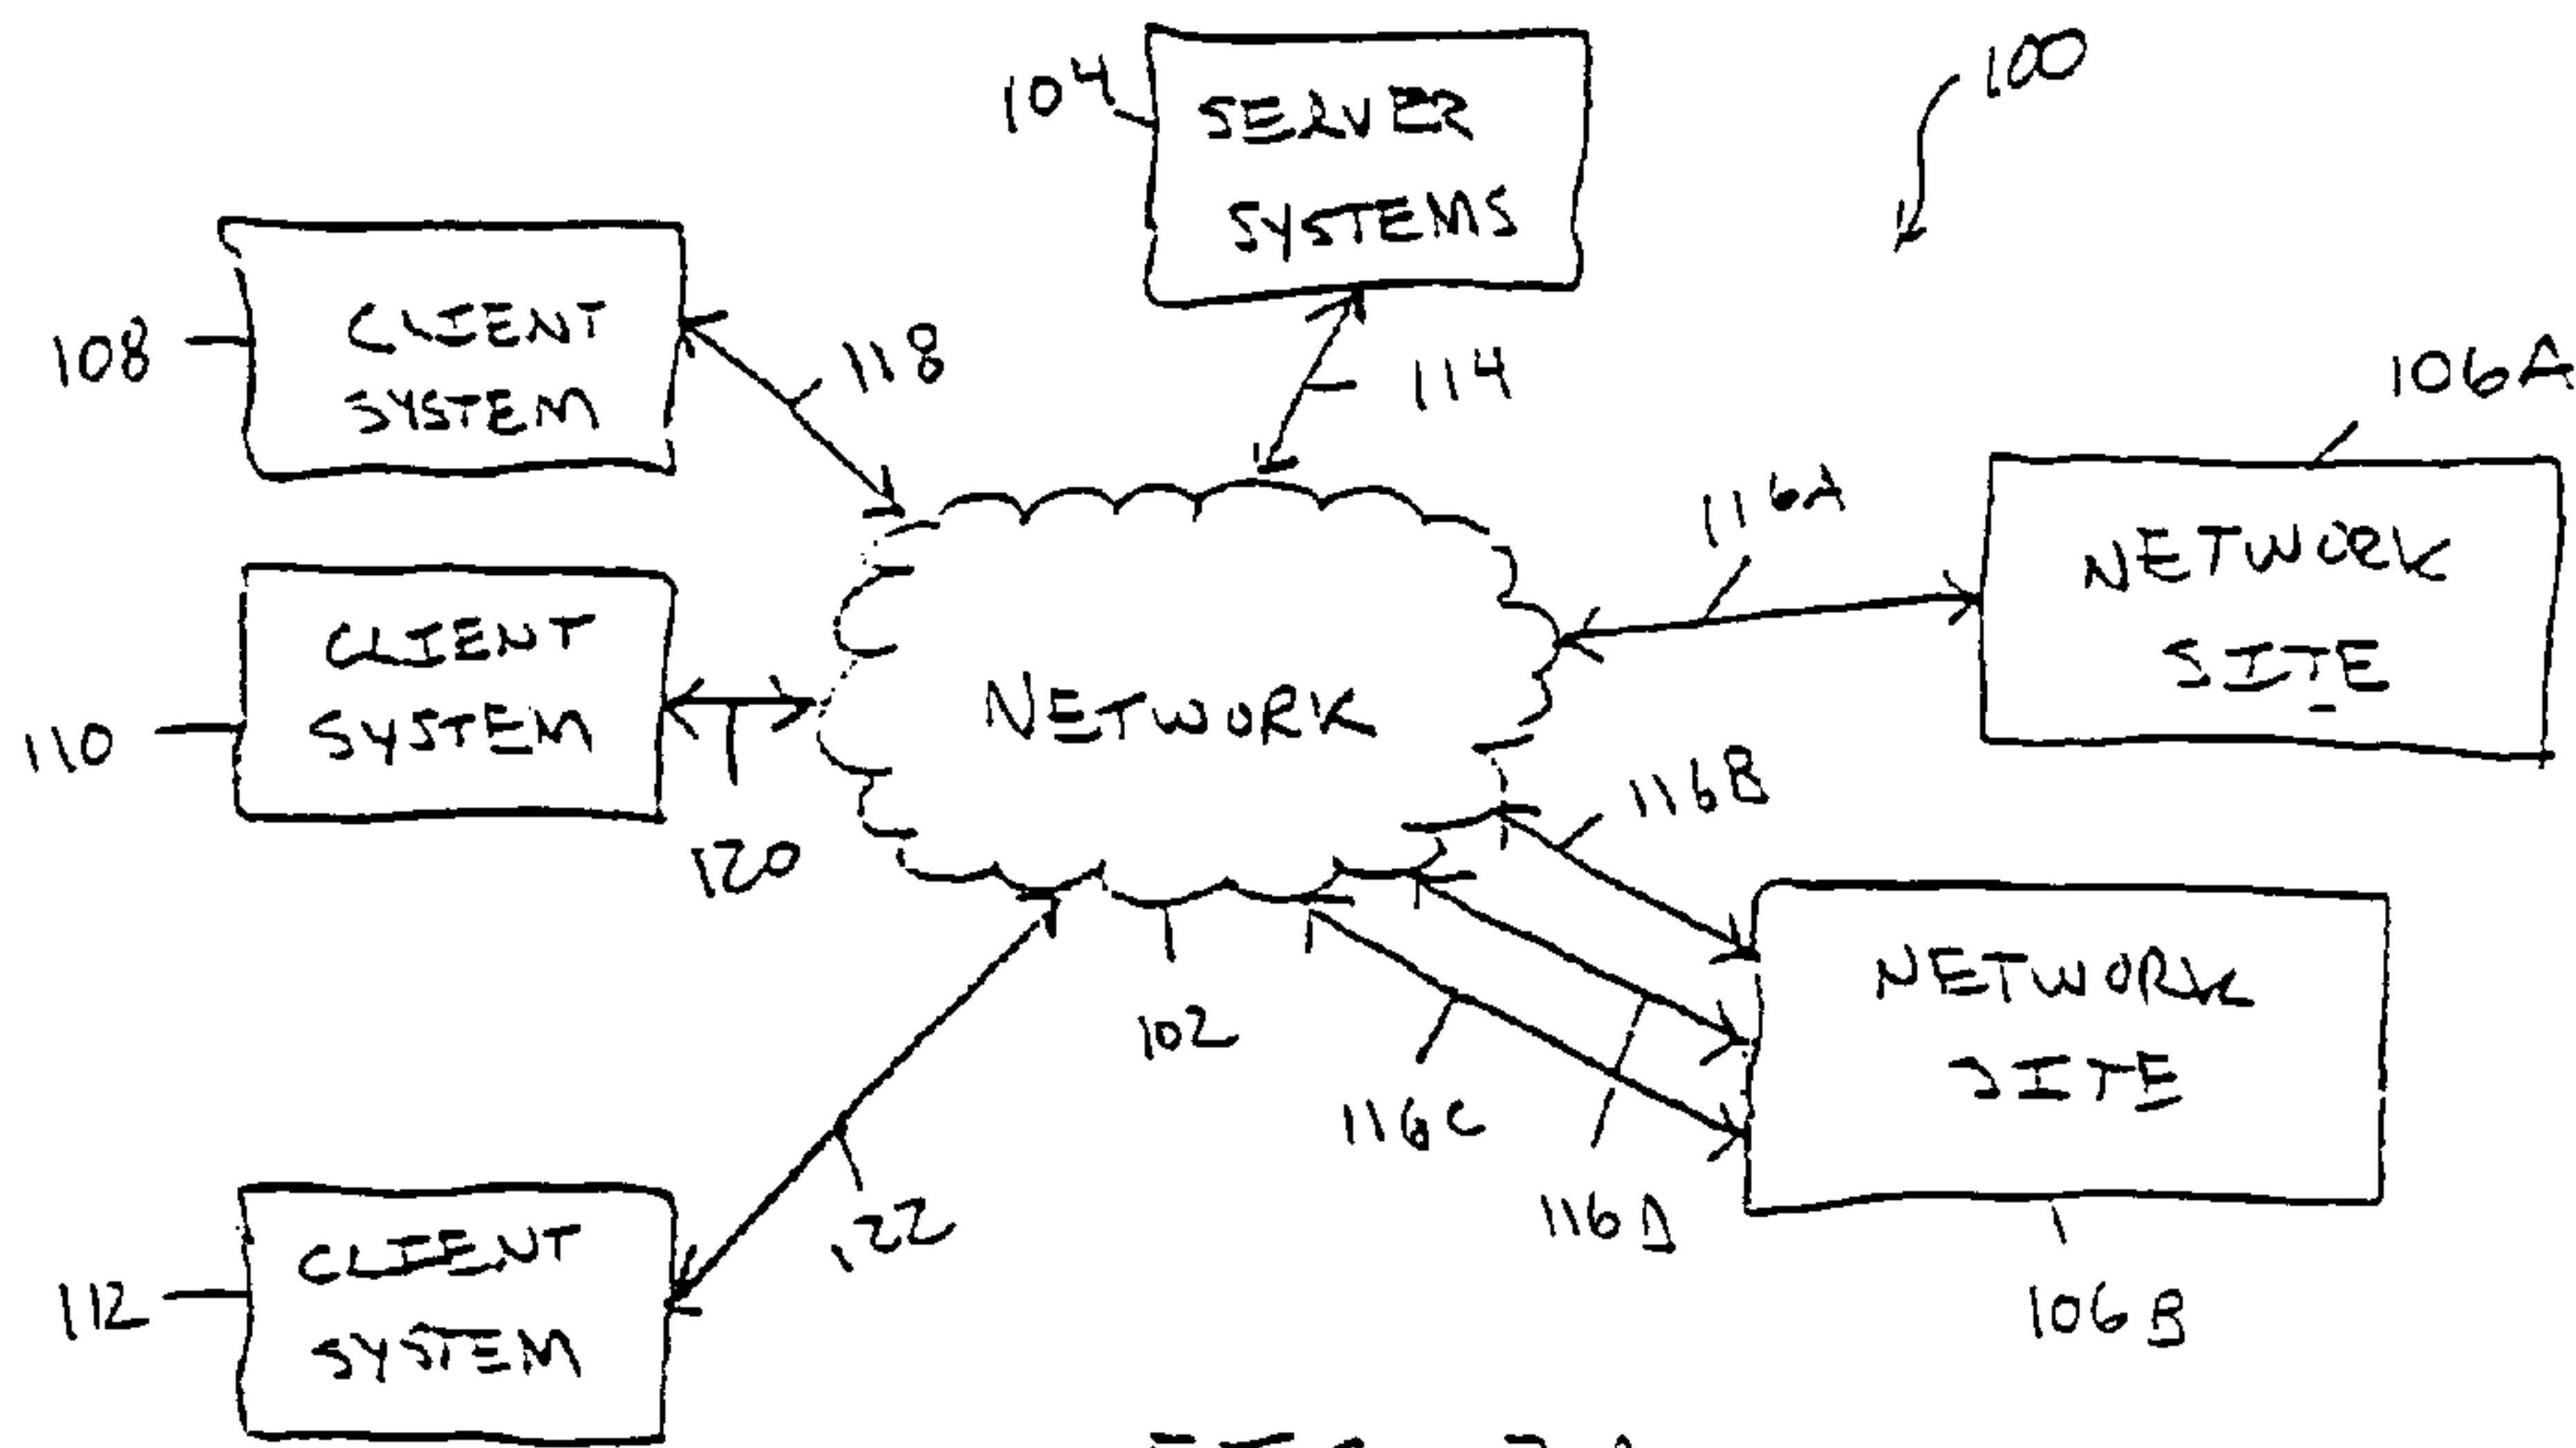 100
104
SERVER
SYSTEMS
108
CLIENT
SYSTEM
118
114
106A
116A
NETWORK
SITE
110
CLIENT
SYSTEM
120
NETWORK
116B
102
NETWORK
SITE
116C
116D
106B
112
CLIENT
SYSTEM
122